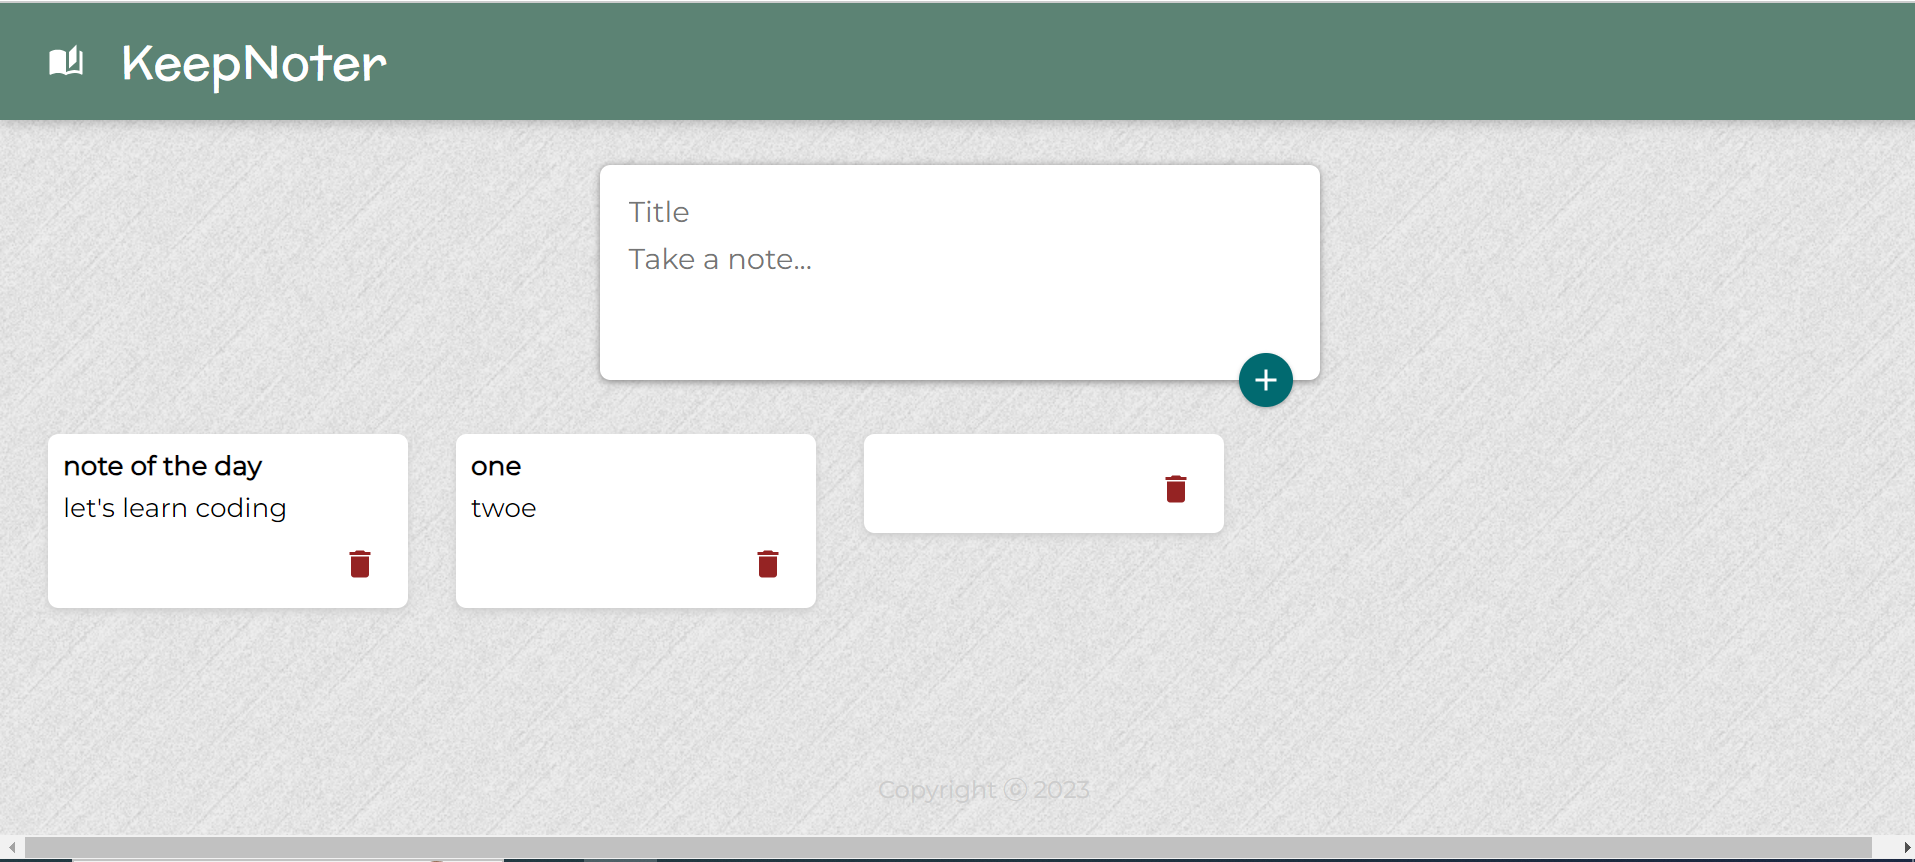 KeepNoter
Title
Take a note...
note of the day
let's learn coding
one
twoe
Copyright ⓒ 2023